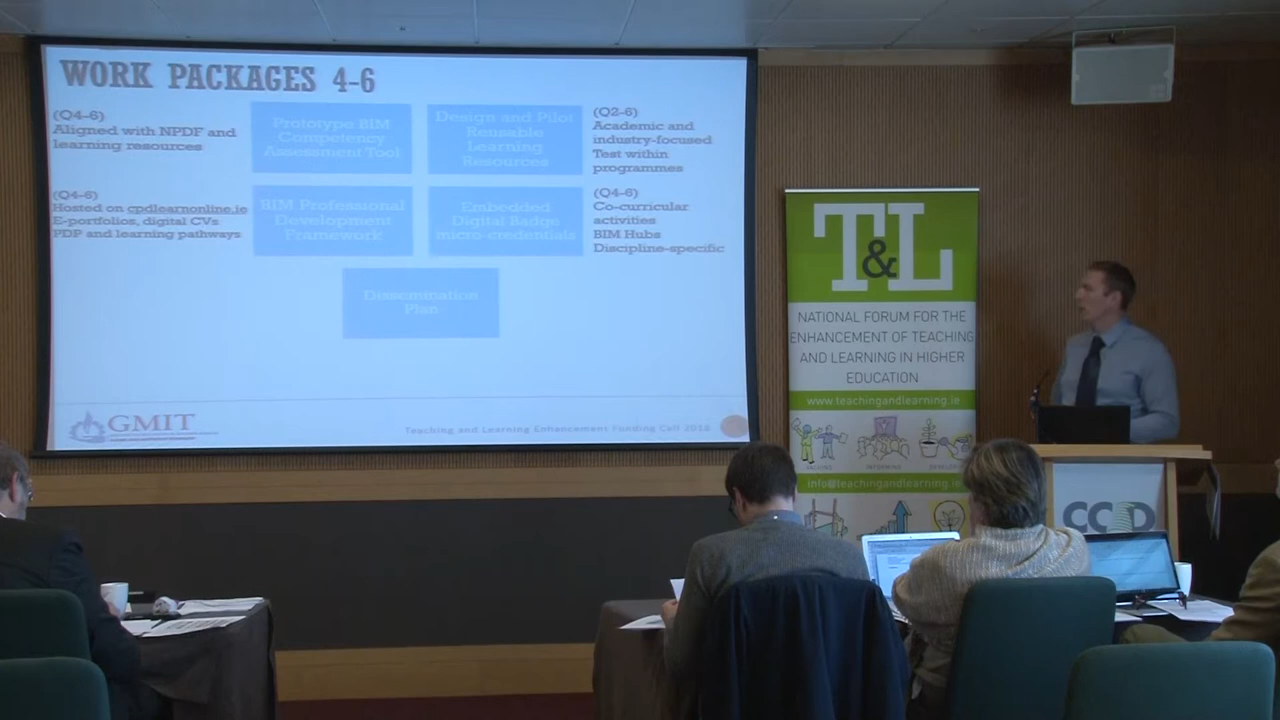 WORK PACKAGES 4-6
(Q4-6)
Aligned with NPDF and
learning resources
Prototype BIM
Competency
Assessment Tool
Design and Pilot
Reusable
Learning
Resources
(Q2-6)
Academic and
industry-focused
Test within
programmes
(Q4-6)
Hosted on cpdlearnonline.ie
E-portfolios, digital CVs
PDP and learning pathways
BIM Professional
Development
Framework
Embedded
Digital Badge
micro-credentials
(Q4-6)
Co-curricular
activities
BIM Hubs
Discipline-specific
Dissemination
Plan
GMIT
Teaching and Learning Enhancement Funding Call 2018
T&L
NATIONAL FORUM FOR THE
ENHANCEMENT OF TEACHING
AND LEARNING IN HIGHER
EDUCATION
www.teachingandlearning.ie
info@teachingandlearning.ie
CCD